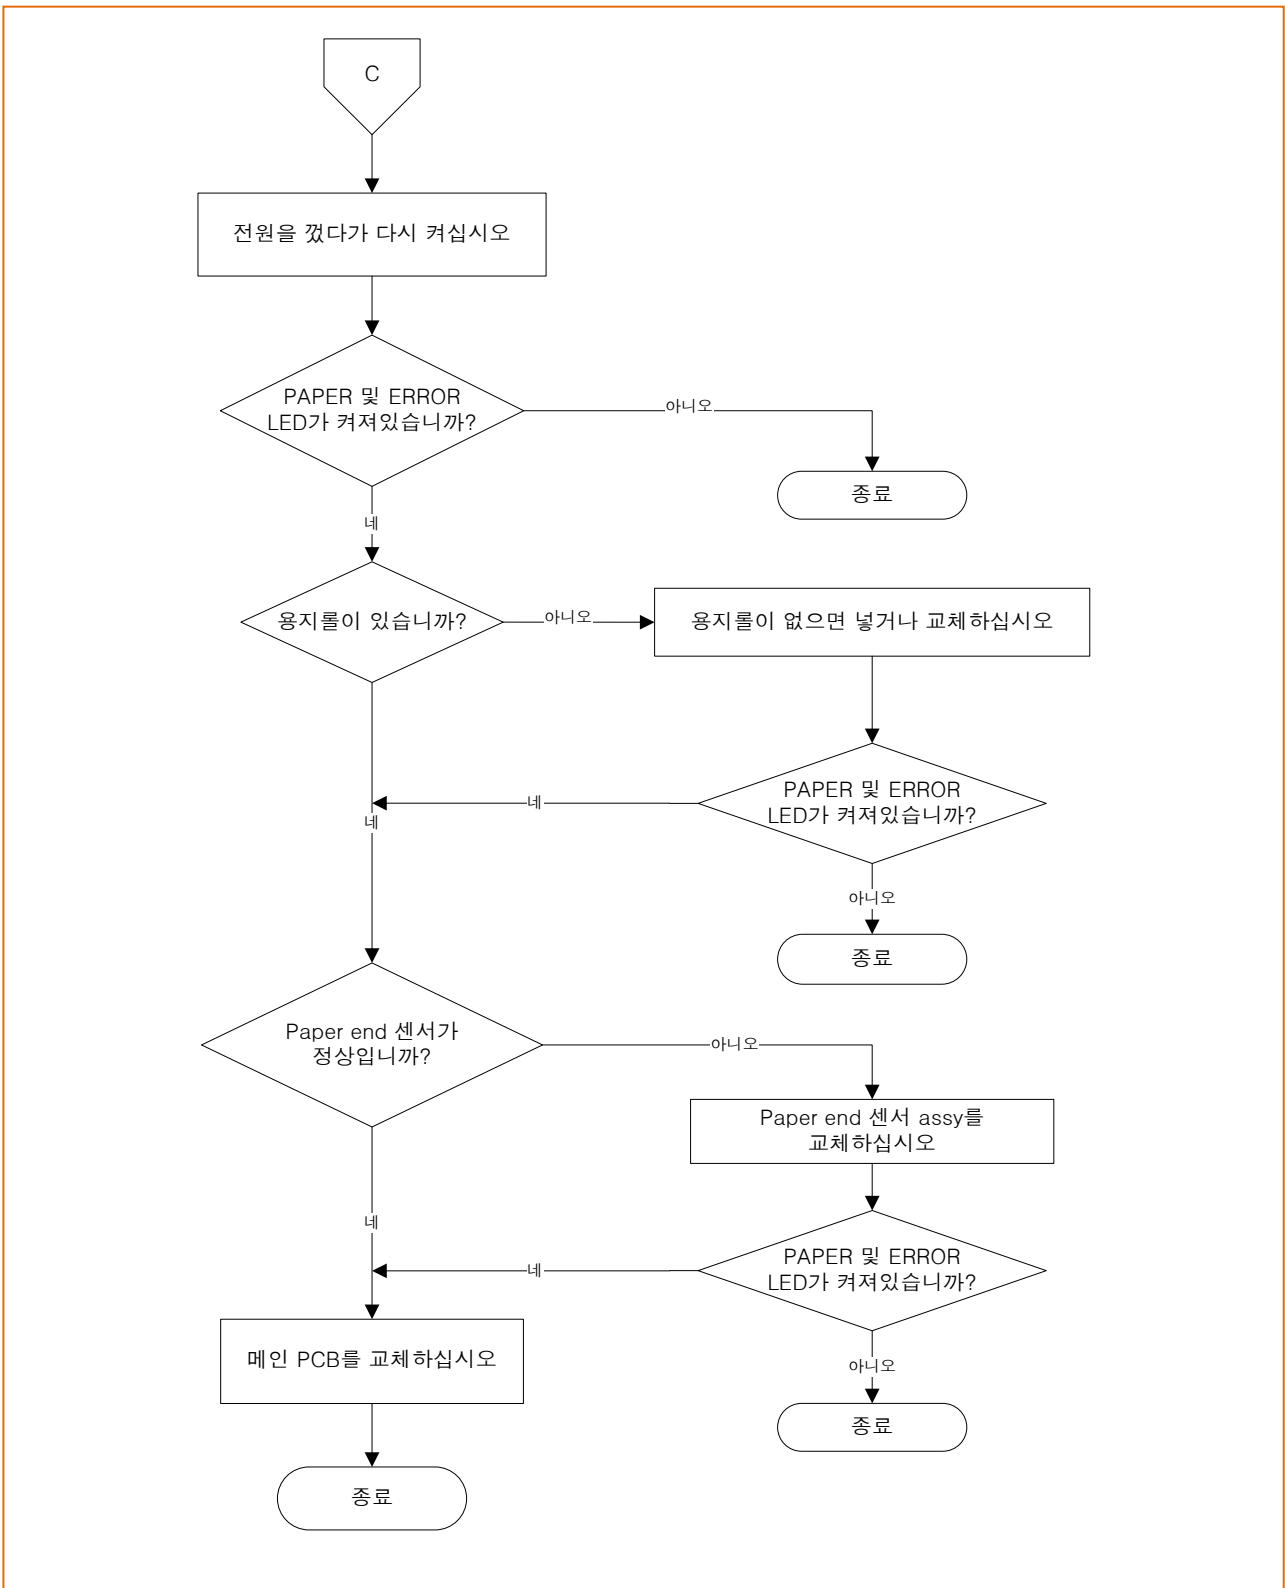 C
전원을 껐다가 다시 켜십시오
PAPER 및 ERROR
LED가 켜져있습니까?
아니오
종료
네
용지롤이 있습니까?
아니오
용지롤이 없으면 넣거나 교체하십시오
PAPER 및 ERROR
LED가 켜져있습니까?
네
네
아니오
종료
Paper end 센서가
정상입니까?
아니오
Paper end 센서 assy를
교체하십시오
네
PAPER 및 ERROR
LED가 켜져있습니까?
네
메인 PCB를 교체하십시오
아니오
종료
종료